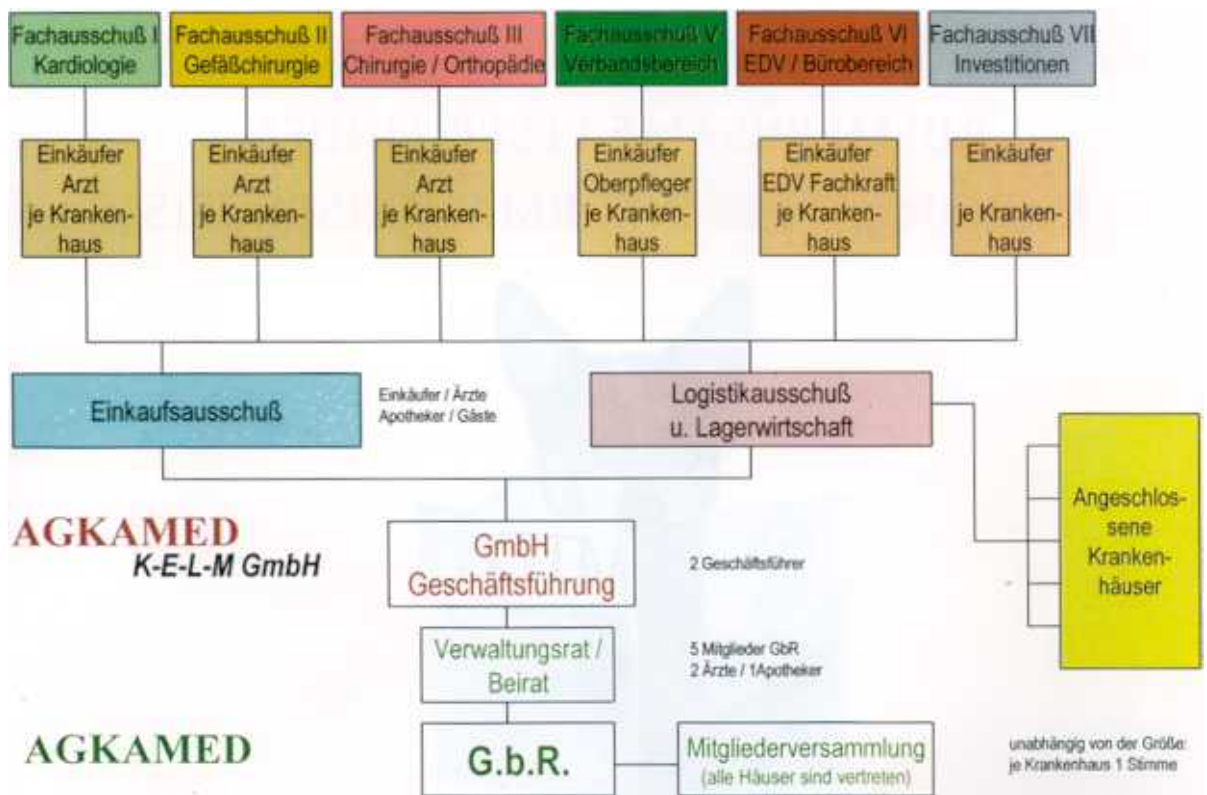 Fachausschuß I
Kardiologie
Fachausschuß II
Gefäßchirurgie
Fachausschuß III
Chirurgie / Orthopädie
Fachausschuß V
Verbandsbereich
Fachausschuß VI
EDV / Bürobereich
Fachausschuß VII
Investitionen
Einkäufer
Arzt
je Kranken-
haus
Einkäufer
Arzt
je Kranken-
haus
Einkäufer
Arzt
je Kranken-
haus
Einkäufer
Oberpfleger
je Kranken-
haus
Einkäufer
EDV Fachkraft
je Kranken-
haus
Einkäufer
je Kranken-
haus
Einkaufsausschuß
Einkäufer / Ärzte
Apotheker / Gäste
Logistikausschuß
u. Lagerwirtschaft
Angeschlos-
sene
Kranken-
häuser
AGKAMED
K-E-L-M GmbH
GmbH
Geschäftsführung
2 Geschäftsführer
Verwaltungsrat /
Beirat
5 Mitglieder GbR
2 Ärzte / 1Apotheker
AGKAMED
G.b.R.
Mitgliederversammlung
(alle Häuser sind vertreten)
unabhängig von der Größe:
je Krankenhaus 1 Stimme